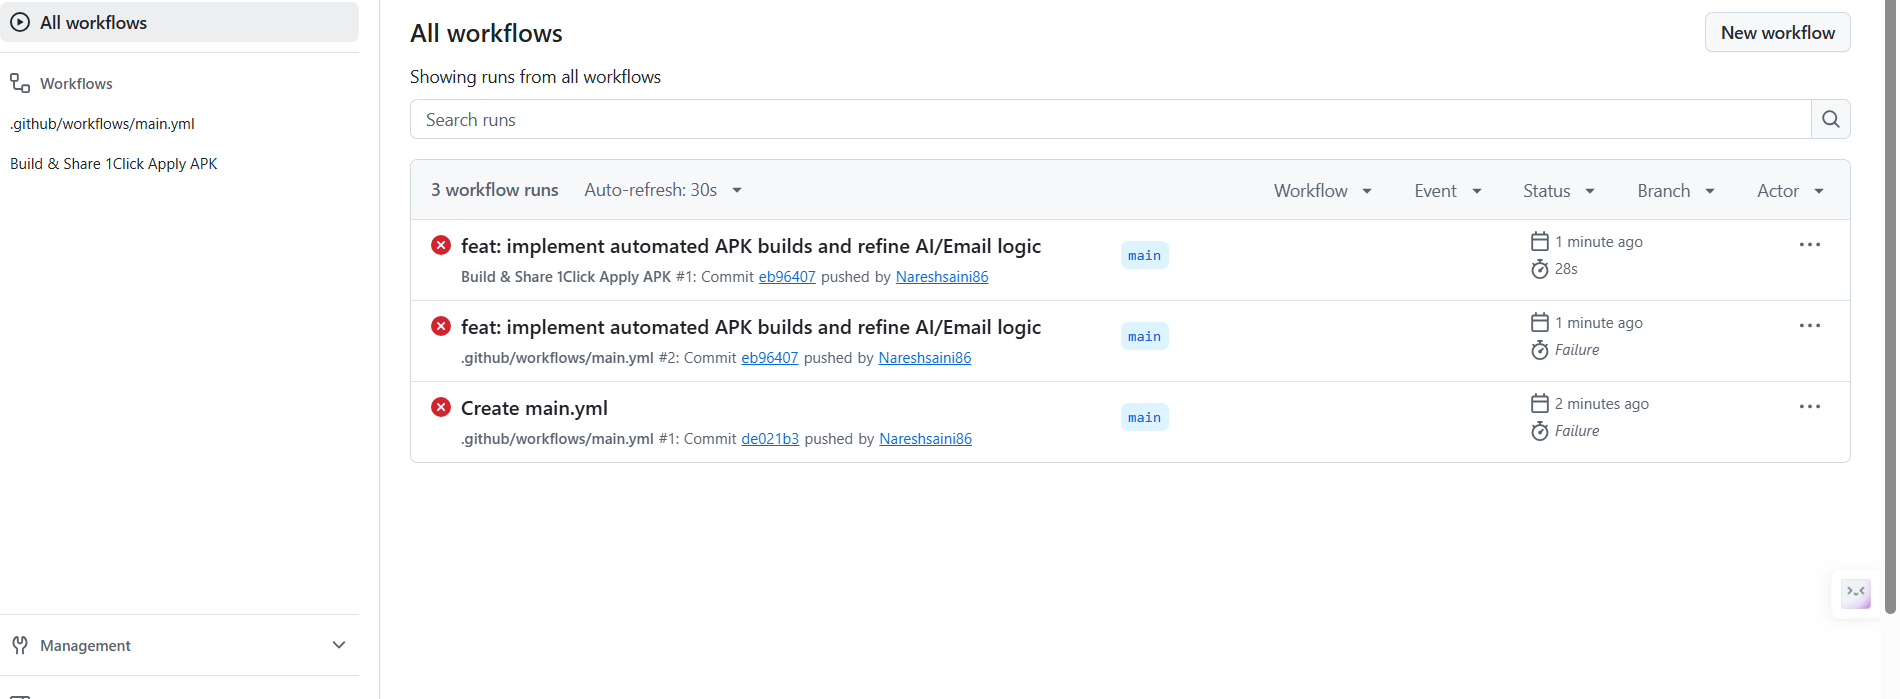 All workflows
Workflows
.github/workflows/main.yml
Build & Share 1Click Apply APK
Management
All workflows
New workflow
Showing runs from all workflows
Search runs
3 workflow runs Auto-refresh: 30s Workflow Event Status Branch Actor
feat: implement automated APK builds and refine AI/Email logic
Build & Share 1Click Apply APK #1: Commit eb96407 pushed by Nareshsaini86
main
1 minute ago
28s
feat: implement automated APK builds and refine AI/Email logic
.github/workflows/main.yml #2: Commit eb96407 pushed by Nareshsaini86
main
1 minute ago
Failure
Create main.yml
.github/workflows/main.yml #1: Commit de021b3 pushed by Nareshsaini86
main
2 minutes ago
Failure